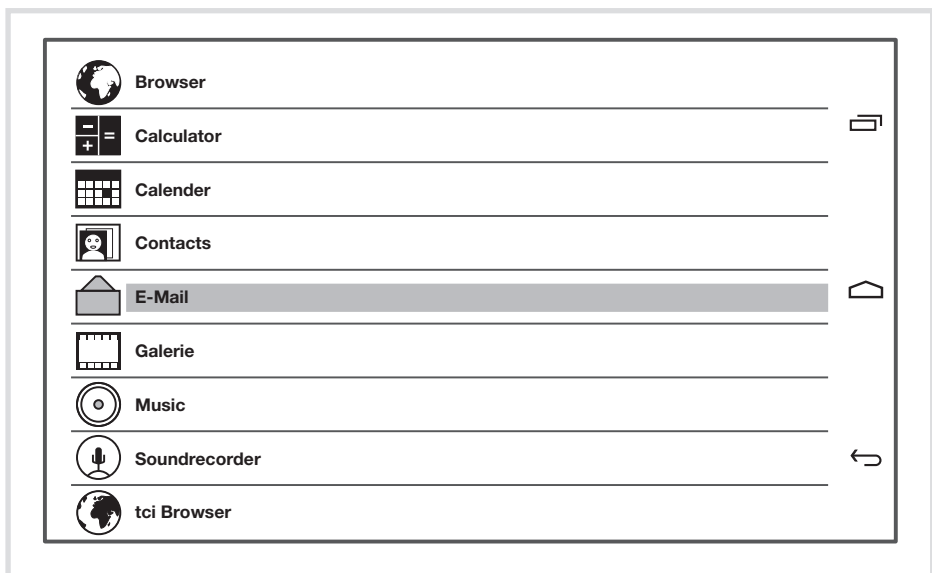 Browser
Calculator
Calender
Contacts
E-Mail
Galerie
Music
Soundrecorder
tci Browser